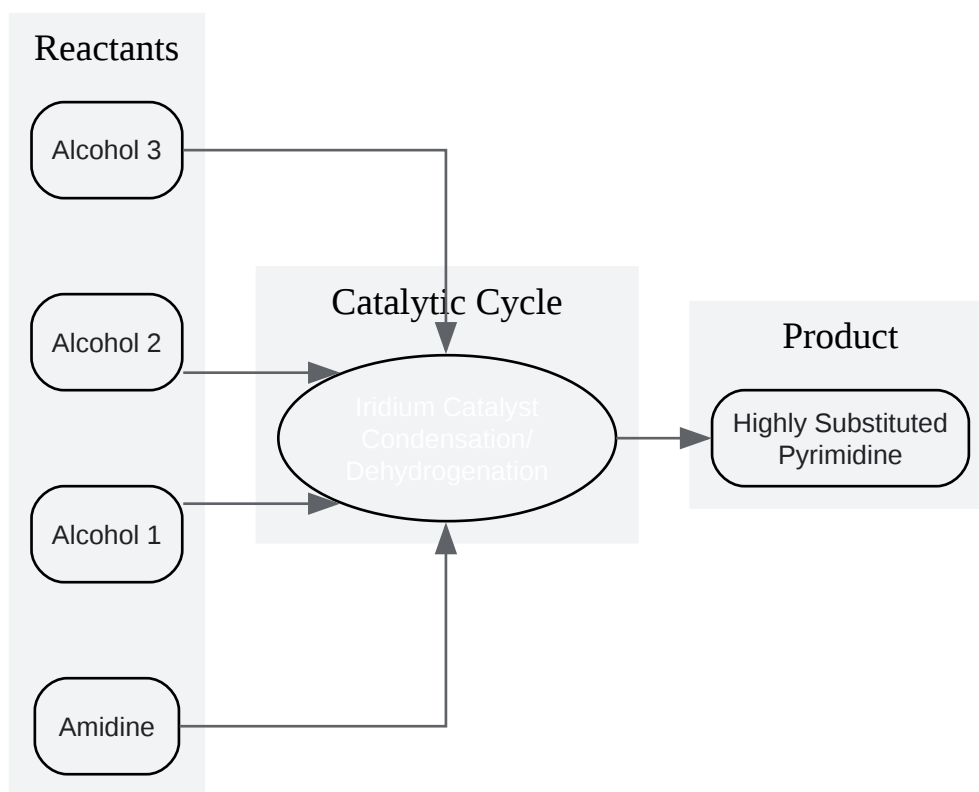 Reactants
Alcohol 3
Alcohol 2
Alcohol 1
Amidine
Catalytic Cycle
Iridium Catalyst
Condensation/
Dehydrogenation
Product
Highly Substituted
Pyrimidine